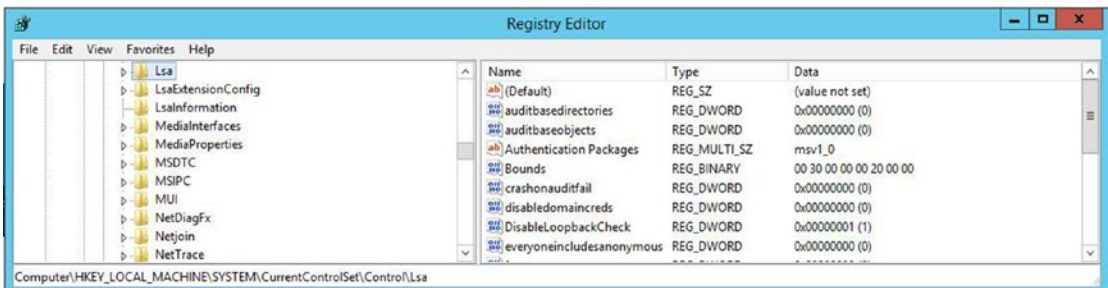 Registry Editor
File Edit View Favorites Help
Lsa
LsaExtensionConfig
LsaInformation
MediaInterfaces
MediaProperties
MSDTC
MSIPC
MUI
NetDiagFx
Netjoin
NetTrace
Name Type Data
(Default) REG_SZ (value not set)
auditbasedirectories REG_DWORD 0x00000000 (0)
auditbaseobjects REG_DWORD 0x00000000 (0)
Authentication Packages REG_MULTI_SZ msv1_0
Bounds REG_BINARY 00 30 00 00 00 20 00 00
crashonauditfail REG_DWORD 0x00000000 (0)
disabledomaincreds REG_DWORD 0x00000000 (0)
DisableLoopbackCheck REG_DWORD 0x00000001 (1)
everyoneincludesanonymous REG_DWORD 0x00000000 (0)
Computer\HKEY_LOCAL_MACHINE\SYSTEM\CurrentControlSet\Control\Lsa